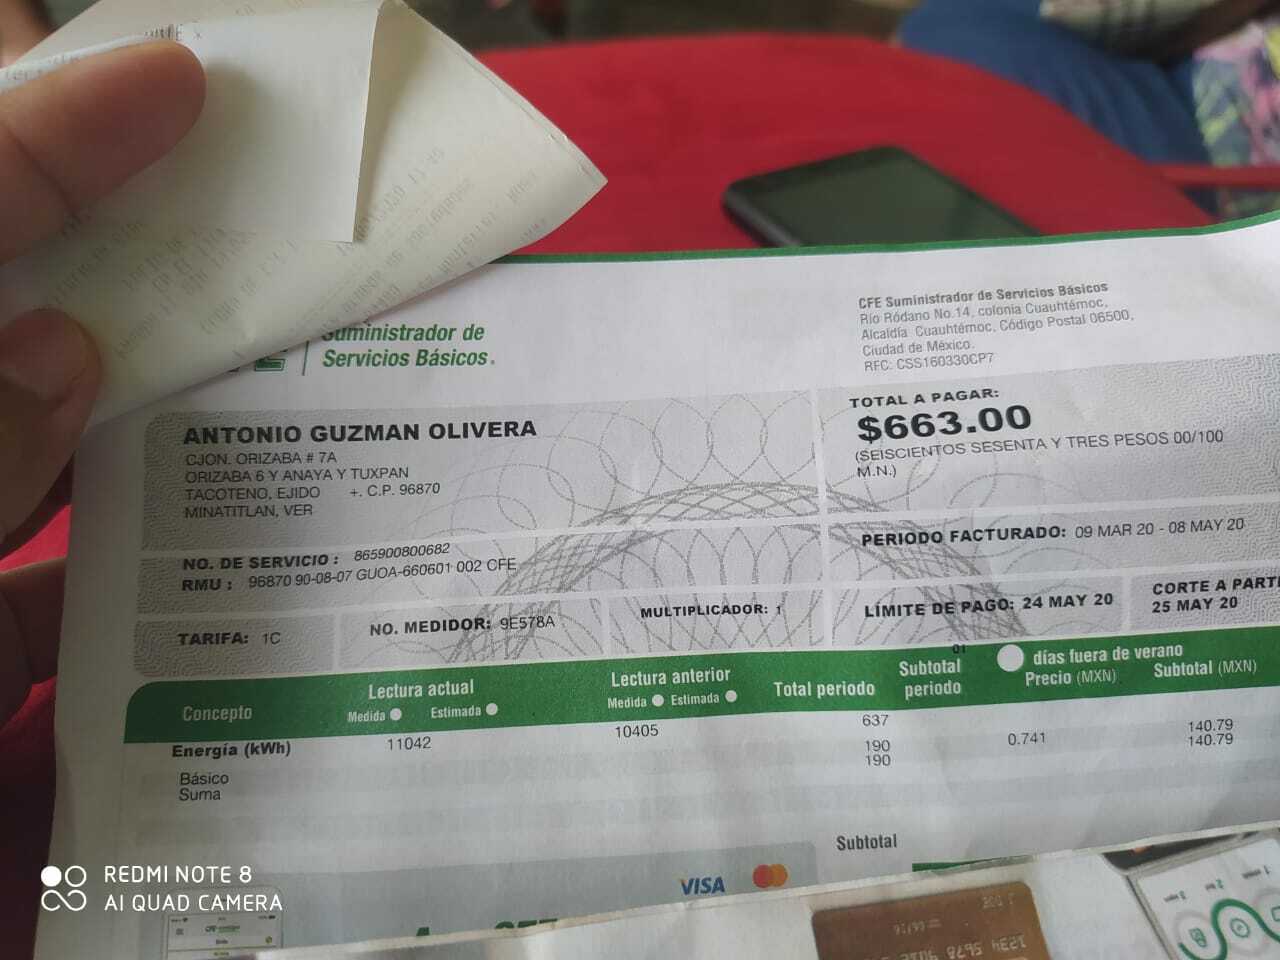 Suministrador de
Servicios Básicos.
CFE Suministrador de Servicios Básicos
Río Ródano No.14, colonia Cuauhtémoc,
Alcaldía Cuauhtémoc, Código Postal 06500,
Ciudad de México.
RFC: CSS160330CP7
ANTONIO GUZMAN OLIVERA
CJON. ORIZABA # 7A
ORIZABA 6 Y ANAYA Y TUXPAN
TACOTENO, EJIDO +. C.P. 96870
MINATITLAN, VER
TOTAL A PAGAR:
$663.00
(SEISCIENTOS SESENTA Y TRES PESOS 00/100
M.N.)
NO. DE SERVICIO : 865900800682
RMU : 96870 90-08-07 GUOA-660601 002 CFE
PERIODO FACTURADO: 09 MAR 20 - 08 MAY 20
TARIFA: 1C
NO. MEDIDOR: 9E578A
MULTIPLICADOR: 1
LÍMITE DE PAGO: 24 MAY 20
CORTE A PARTI
25 MAY 20
Concepto
Lectura actual
Medida Estimada
Lectura anterior
Medida Estimada
Total periodo
Subtotal
periodo
01
días fuera de verano
Precio (MXN)
Subtotal (MXN)
Energía (kWh) 11042 10405 637
Básico 190 0.741 140.79
Suma 190 140.79
Subtotal
VISA
REDMI NOTE 8
AI QUAD CAMERA